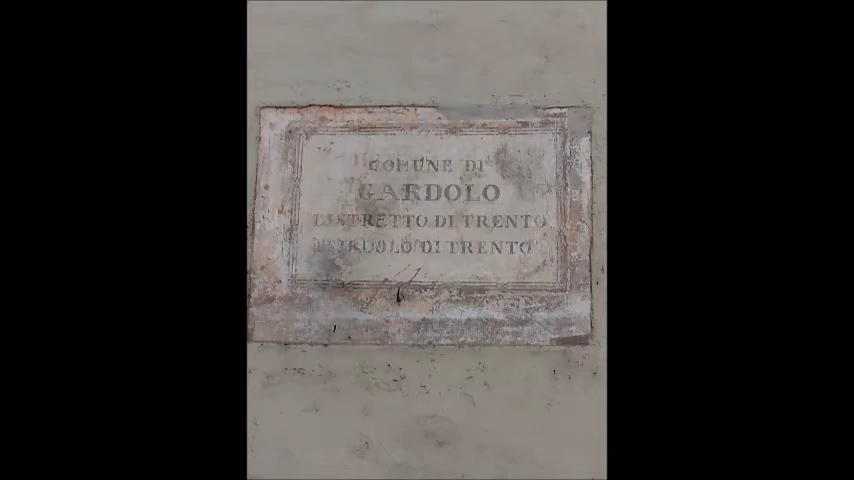 COMUNE DI
GARDOLO
DISTRETTO DI TRENTO
DI TRENTO